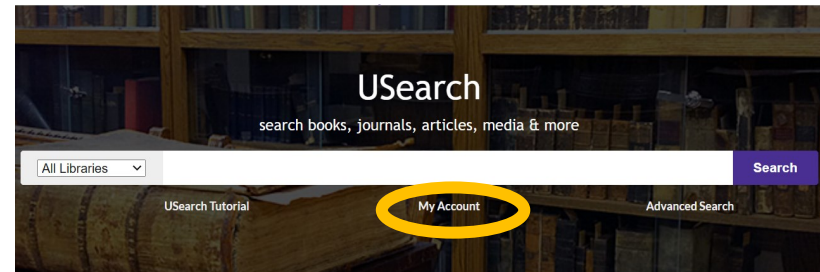 USearch
search books, journals, articles, media & more
All Libraries
Search
USearch Tutorial My Account Advanced Search